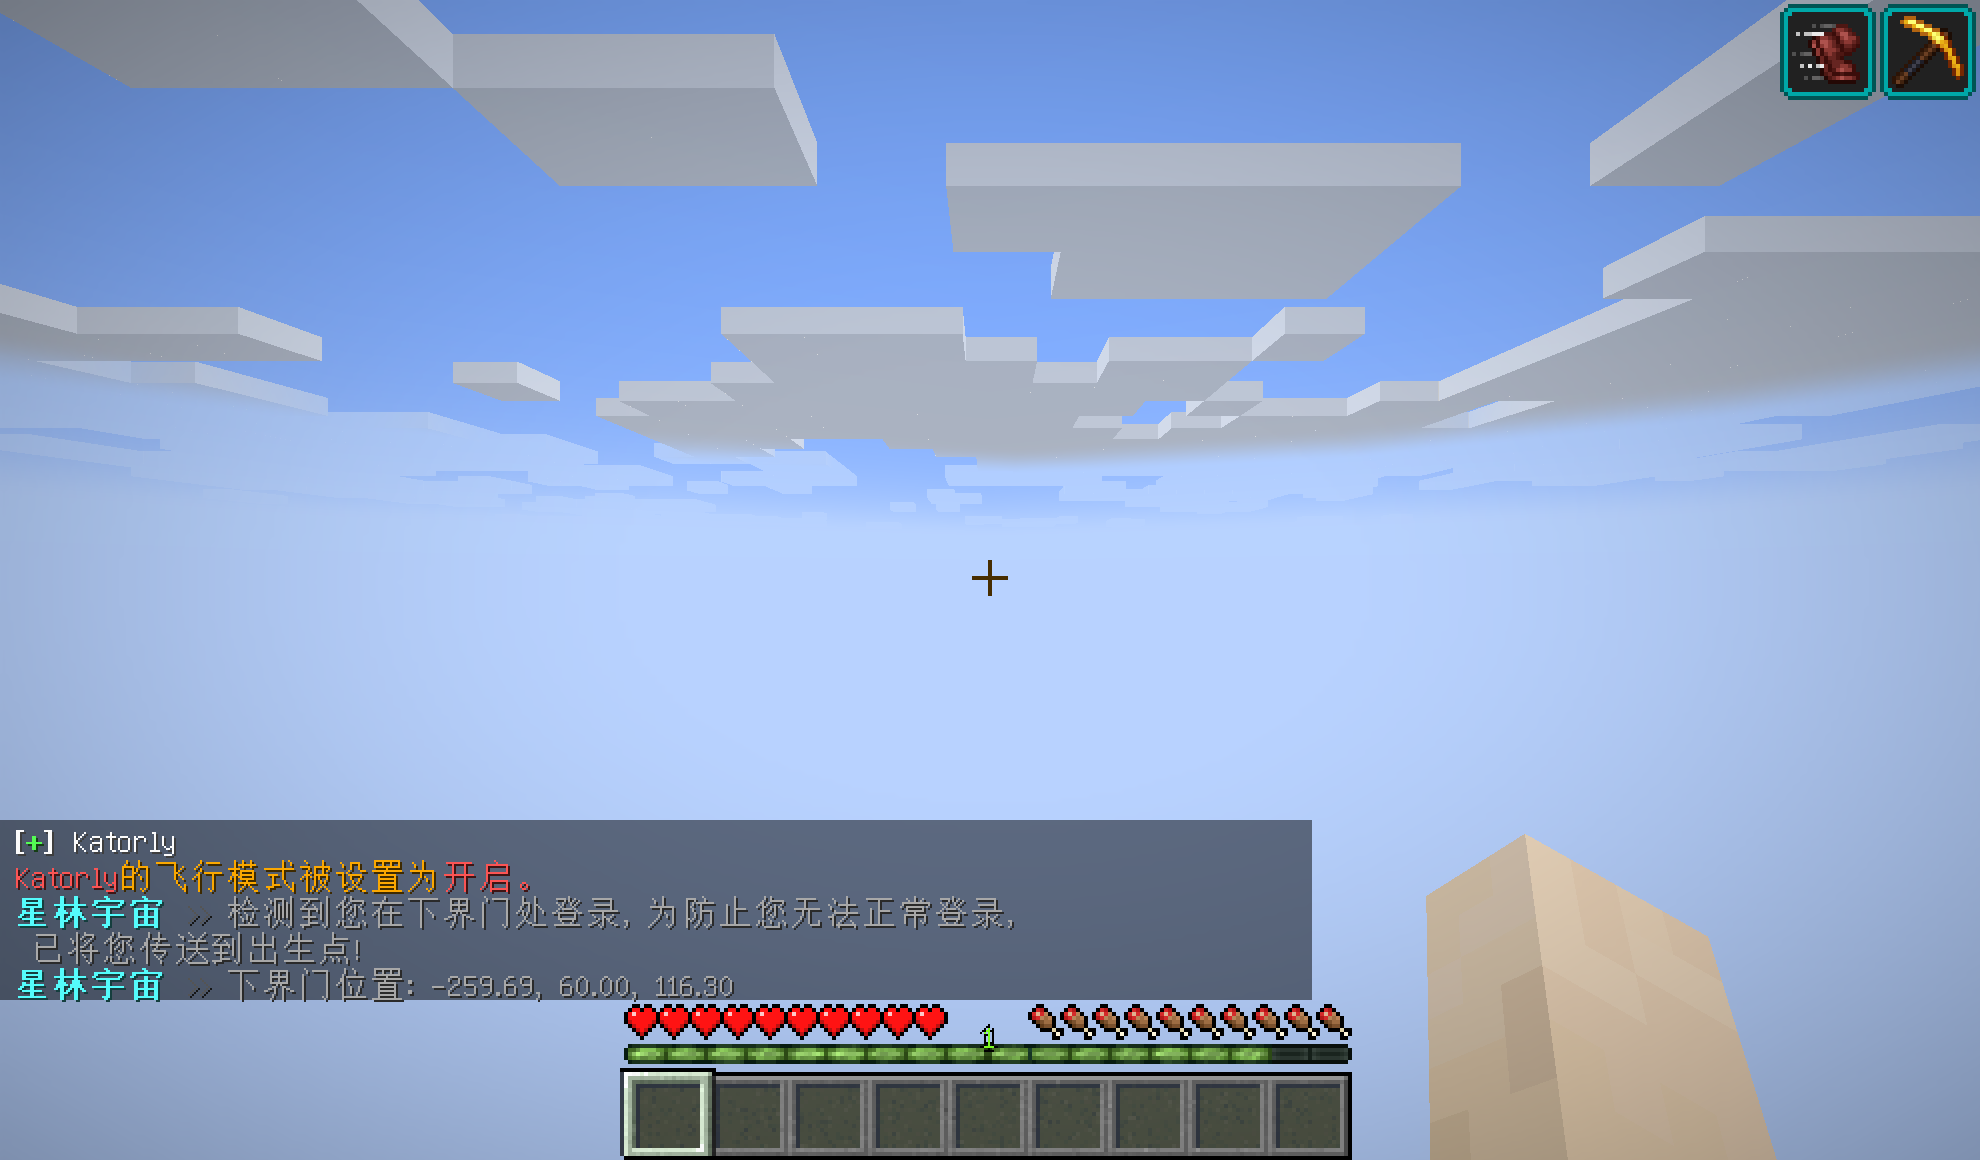 [+] Katorly
Katorly的飞行模式被设置为开启。
星林宇宙 » 检测到您在下界门处登录, 为防止您无法正常登录,
已将您传送到出生点!
星林宇宙 » 下界门位置: -259.69, 60.00, 116.30
1